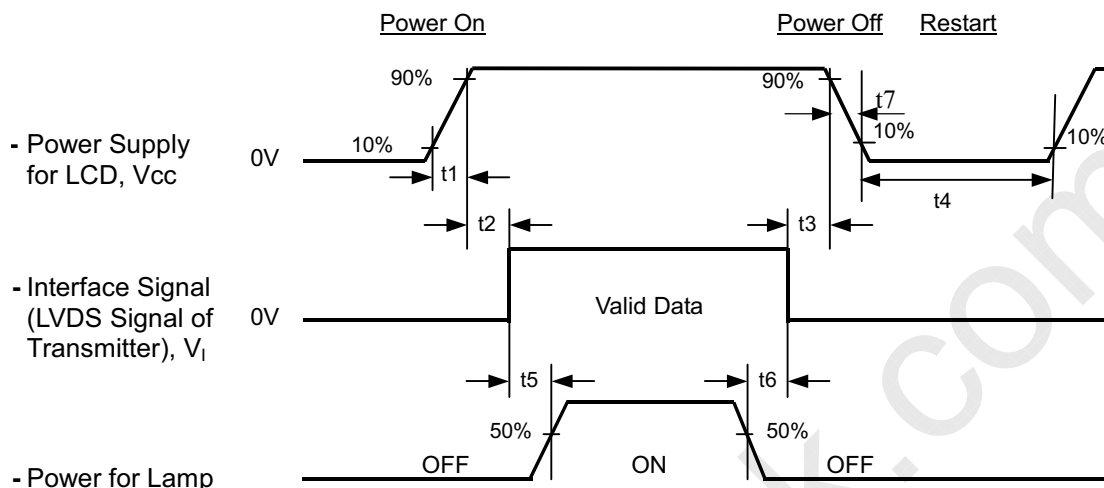 Power On
Power Off
Restart
90%
90%
t7
10%
10%
10%
- Power Supply
for LCD, Vcc
0V
t1
t4
t2
t3
- Interface Signal
(LVDS Signal of
Transmitter), VI
0V
Valid Data
t5
t6
50%
50%
OFF
ON
OFF
- Power for Lamp
k.com